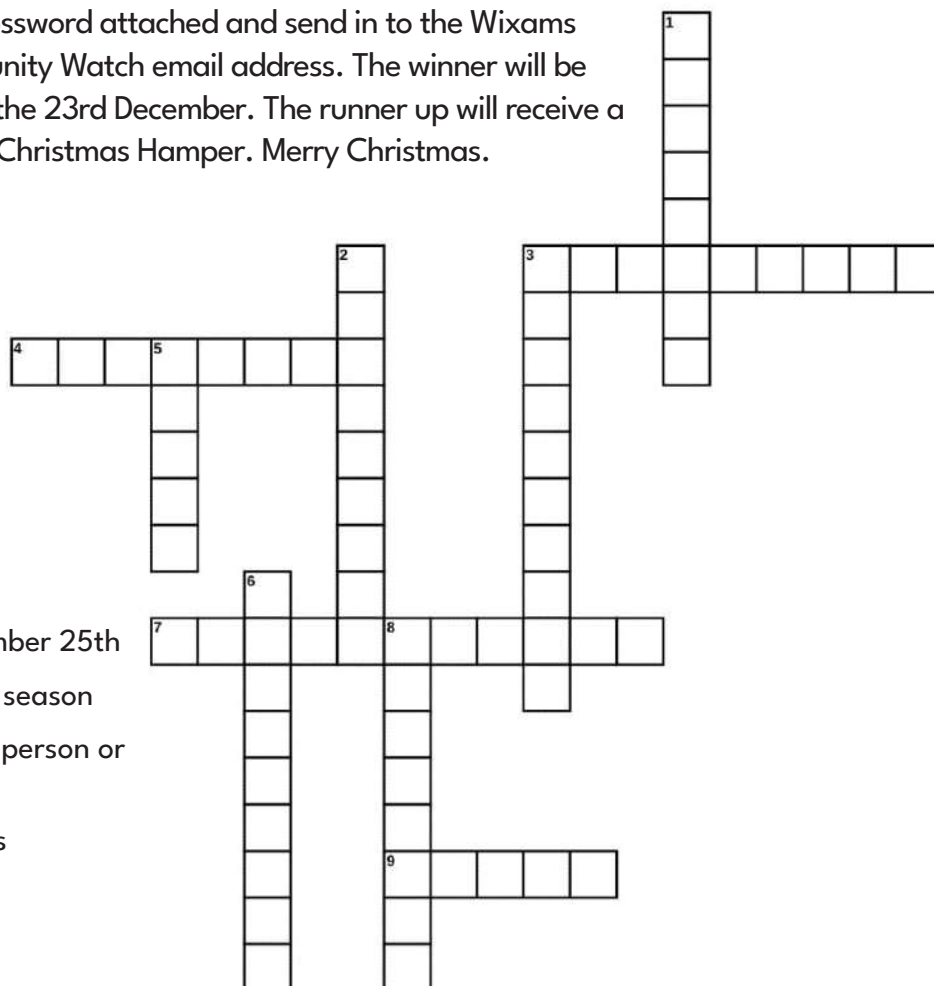 ssword attached and send in to the Wixams
unity Watch email address. The winner will be
the 23rd December. The runner up will receive a
Christmas Hamper. Merry Christmas.
1
2
3
4
5
6
7
8
9
mber 25th
season
person or
s